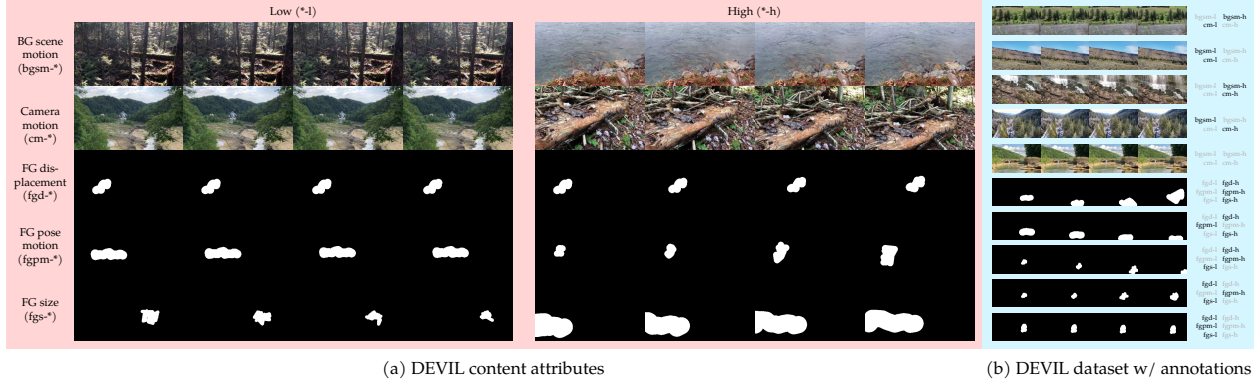 Low (*-l)
High (*-h)
BG scene
motion
(bgsm-*)
Camera
motion
(cm-*)
FG dis-
placement
(fgd-*)
FG pose
motion
(fgpm-*)
FG size
(fgs-*)
(a) DEVIL content attributes
bgsm-l bgsm-h
cm-l cm-h
bgsm-l bgsm-h
cm-l cm-h
bgsm-l bgsm-h
cm-l cm-h
bgsm-l bgsm-h
cm-l cm-h
bgsm-l bgsm-h
cm-l cm-h
fgd-l fgd-h
fgpm-l fgpm-h
fgs-l fgs-h
fgd-l fgd-h
fgpm-l fgpm-h
fgs-l fgs-h
fgd-l fgd-h
fgpm-l fgpm-h
fgs-l fgs-h
fgd-l fgd-h
fgpm-l fgpm-h
fgs-l fgs-h
fgd-l fgd-h
fgpm-l fgpm-h
fgs-l fgs-h
(b) DEVIL dataset w/ annotations